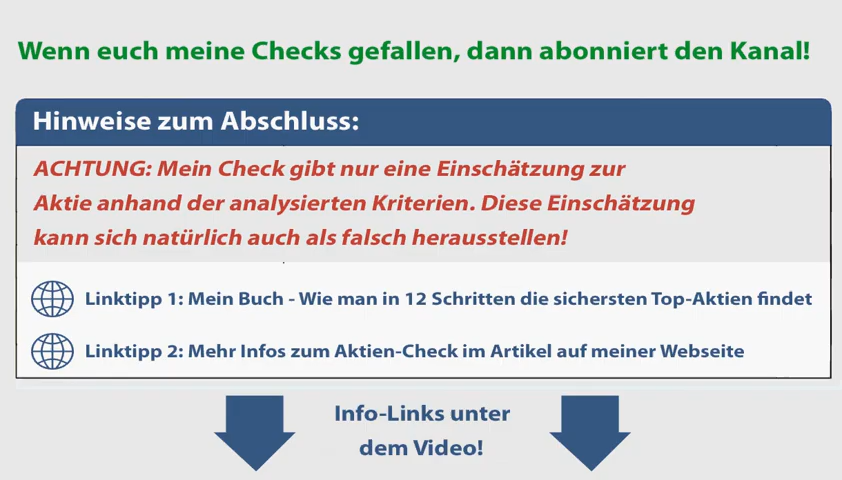 Wenn euch meine Checks gefallen, dann abonniert den Kanal!
Hinweise zum Abschluss:
ACHTUNG: Mein Check gibt nur eine Einschätzung zur
Aktie anhand der analysierten Kriterien. Diese Einschätzung
kann sich natürlich auch als falsch herausstellen!
Linktipp 1: Mein Buch - Wie man in 12 Schritten die sichersten Top-Aktien findet
Linktipp 2: Mehr Infos zum Aktien-Check im Artikel auf meiner Webseite
Info-Links unter
dem Video!